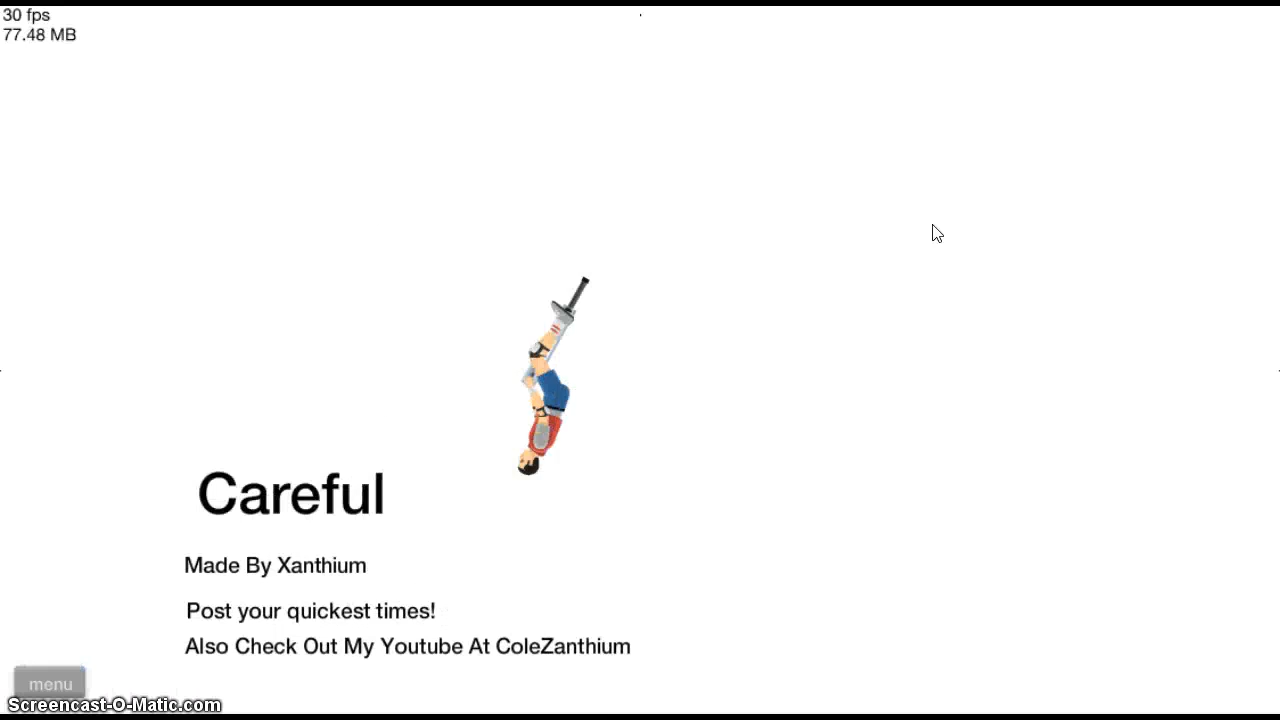 30 fps
77.48 MB
Careful
Made By Xanthium
Post your quickest times!
Also Check Out My Youtube At ColeZanthium
menu
Screencast-O-Matic.com